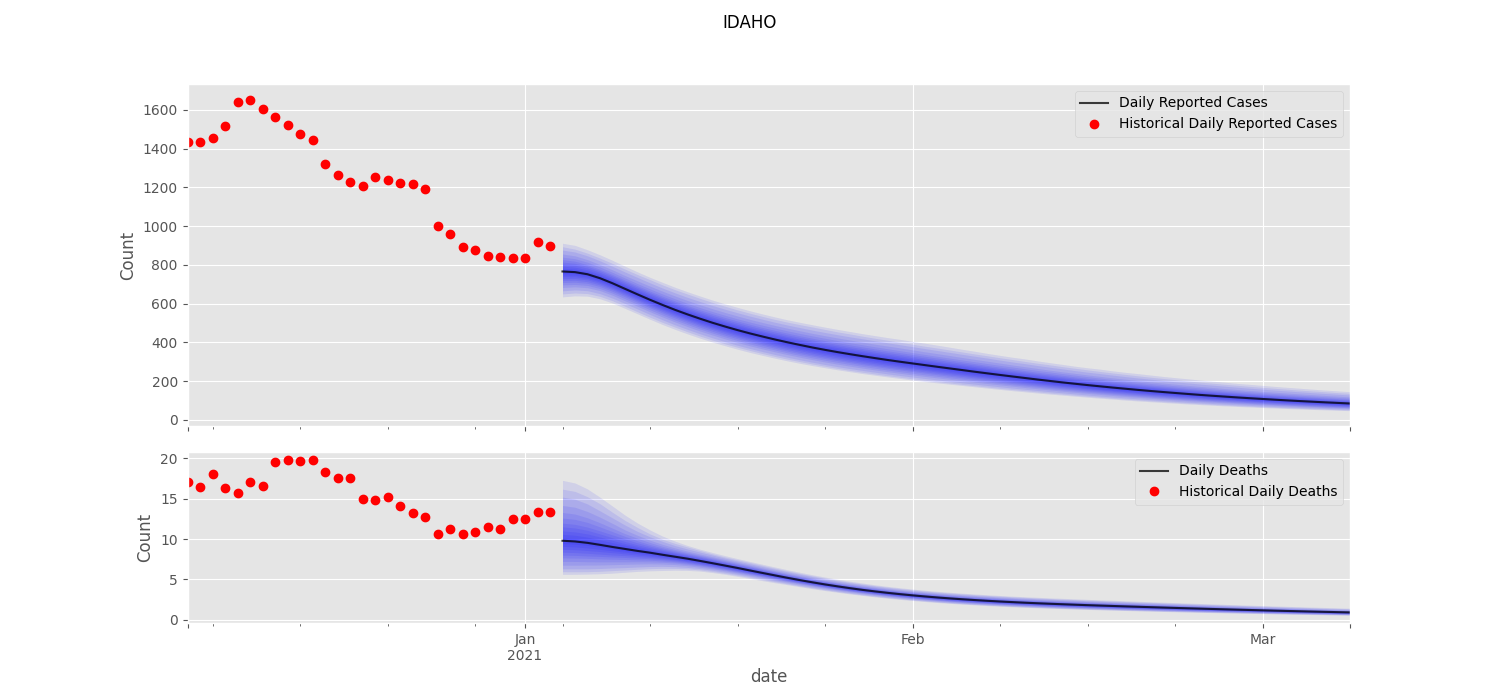 IDAHO
Daily Reported Cases
Historical Daily Reported Cases
1600
1400
1200
1000
800
600
400
200
0
Count
Daily Deaths
Historical Daily Deaths
20
15
10
5
0
Count
Jan
2021
Feb
Mar
date